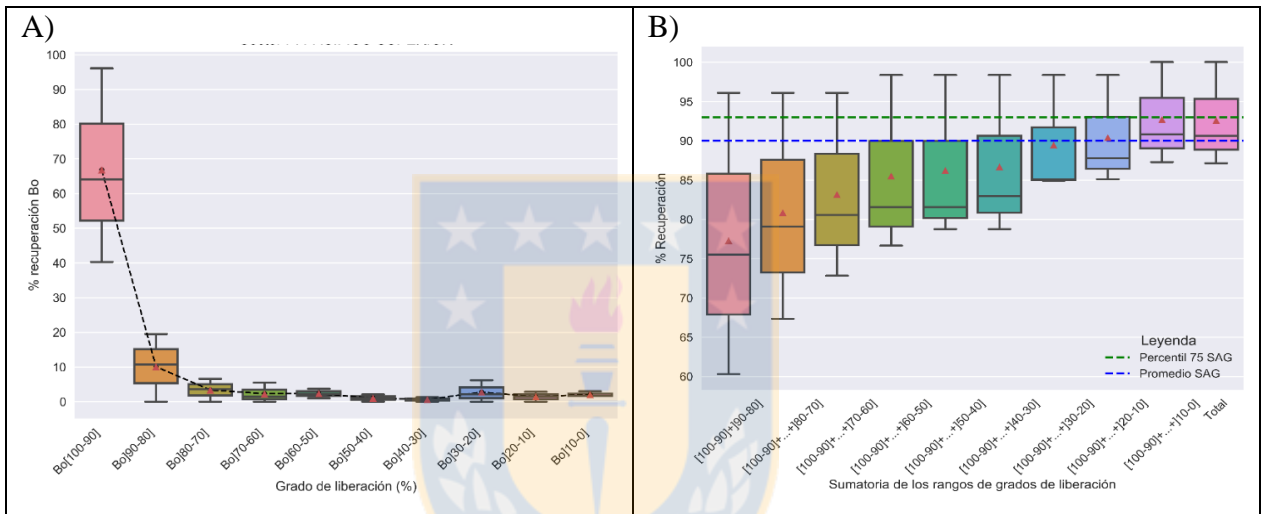 A)
100
90
80
70
60
50
40
30
20
10
0
% recuperación Bo
Bo[100-90]
Bo]90-80]
Bo]80-70]
Bo]70-60]
Bo]60-50]
Bo]50-40]
Bo]40-30]
Bo]30-20]
Bo]20-10]
Bo]10-0]
Grado de liberación (%)
B)
100
95
90
85
80
75
70
65
60
% Recuperación
Leyenda
Percentil 75 SAG
Promedio SAG
[100-90]+]90-80]
[100-90]+...+]80-70]
[100-90]+...+]70-60]
[100-90]+...+]60-50]
[100-90]+...+]50-40]
[100-90]+...+]40-30]
[100-90]+...+]30-20]
[100-90]+...+]20-10]
[100-90]+...+]10-0]
Total
Sumatoria de los rangos de grados de liberación